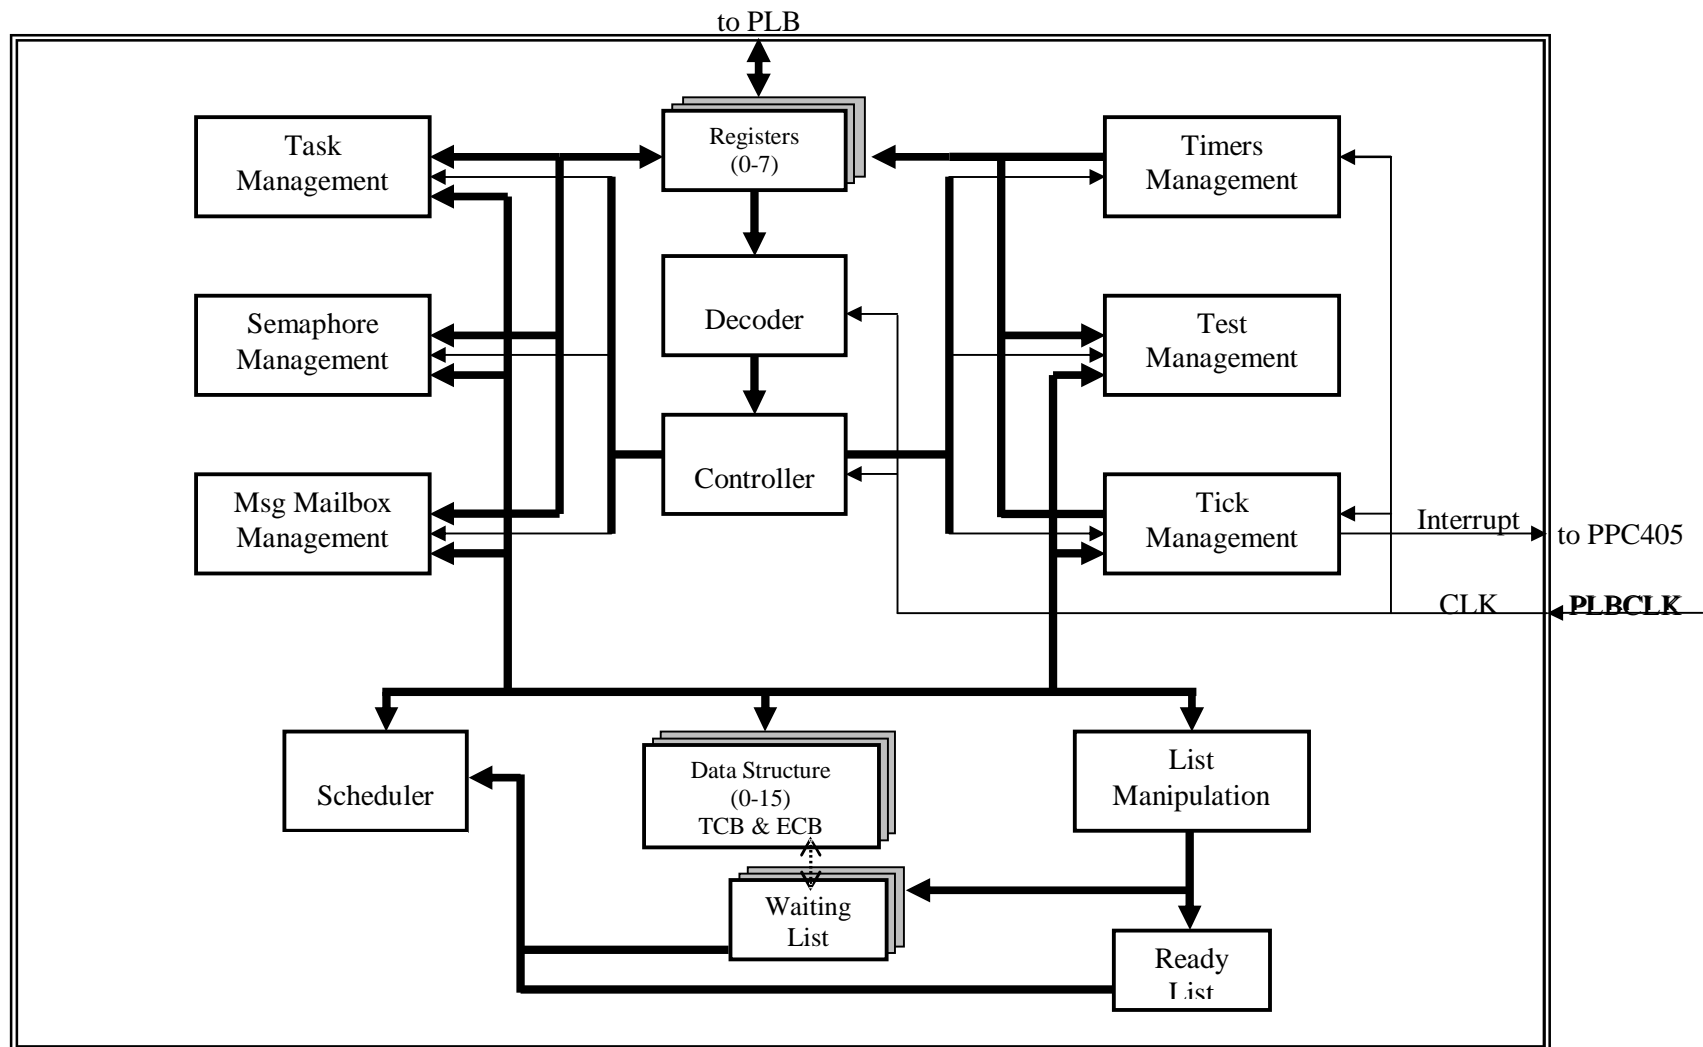 to PLB
Registers
(0-7)
Task
Management
Timers
Management
Decoder
Semaphore
Management
Test
Management
Controller
Msg Mailbox
Management
Tick
Management
Interrupt
to PPC405
CLK
PLBCLK
Scheduler
Data Structure
(0-15)
TCB & ECB
List
Manipulation
Waiting
List
Ready
List